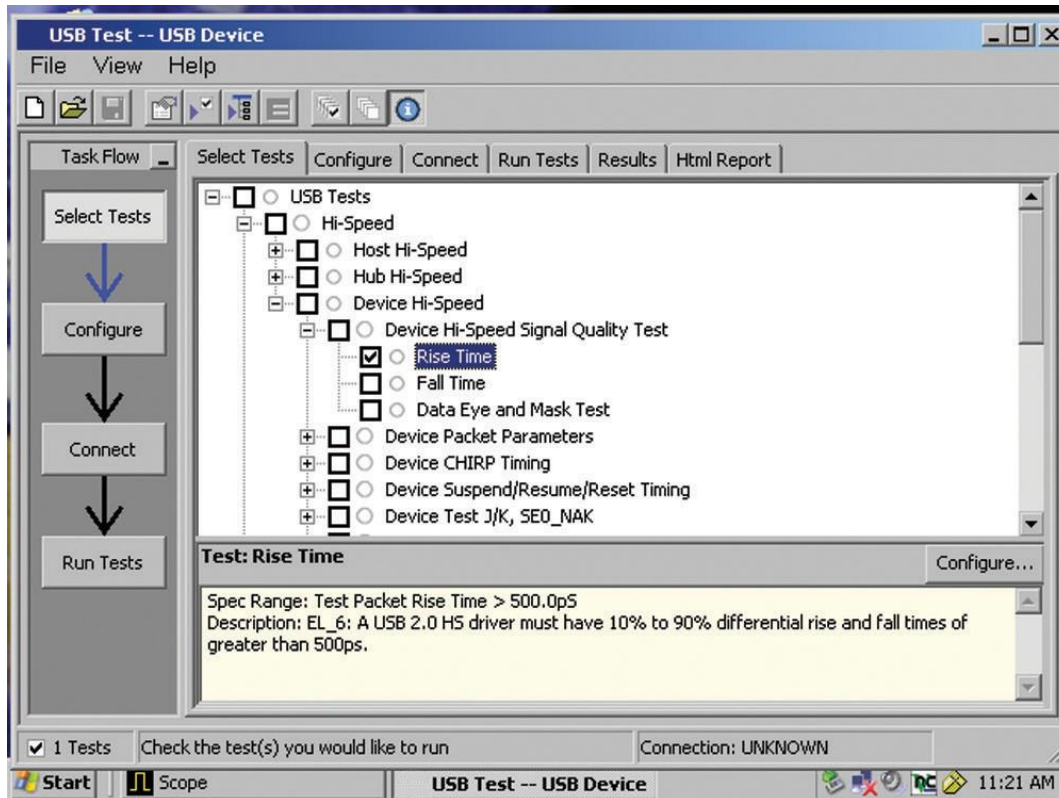 USB Test -- USB Device
File View Help
Task Flow
Select Tests Configure Connect Run Tests Results Html Report
Select Tests
Configure
Connect
Run Tests
USB Tests
Hi-Speed
Host Hi-Speed
Hub Hi-Speed
Device Hi-Speed
Device Hi-Speed Signal Quality Test
Rise Time
Fall Time
Data Eye and Mask Test
Device Packet Parameters
Device CHIRP Timing
Device Suspend/Resume/Reset Timing
Device Test J/K, SE0_NAK
Test: Rise Time
Configure...
Spec Range: Test Packet Rise Time > 500.0pS
Description: EL_6: A USB 2.0 HS driver must have 10% to 90% differential rise and fall times of
greater than 500ps.
1 Tests Check the test(s) you would like to run Connection: UNKNOWN
Start Scope USB Test -- USB Device 11:21 AM